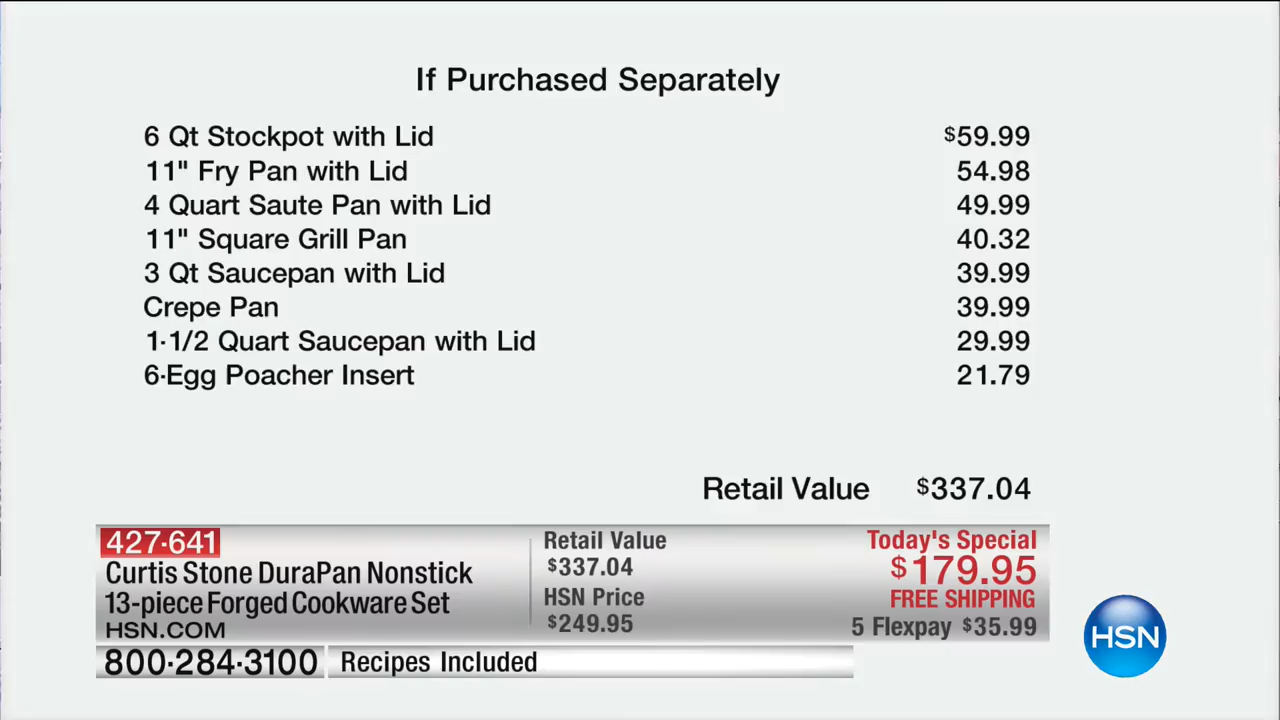 If Purchased Separately
6 Qt Stockpot with Lid $59.99
11" Fry Pan with Lid 54.98
4 Quart Saute Pan with Lid 49.99
11" Square Grill Pan 40.32
3 Qt Saucepan with Lid 39.99
Crepe Pan 39.99
1·1/2 Quart Saucepan with Lid 29.99
6·Egg Poacher Insert 21.79
Retail Value $337.04
427·641
Curtis Stone DuraPan Nonstick
13-piece Forged Cookware Set
HSN.COM
Retail Value
$337.04
HSN Price
$249.95
Today's Special
$179.95
FREE SHIPPING
5 Flexpay $35.99
800·284·3100
Recipes Included
HSN